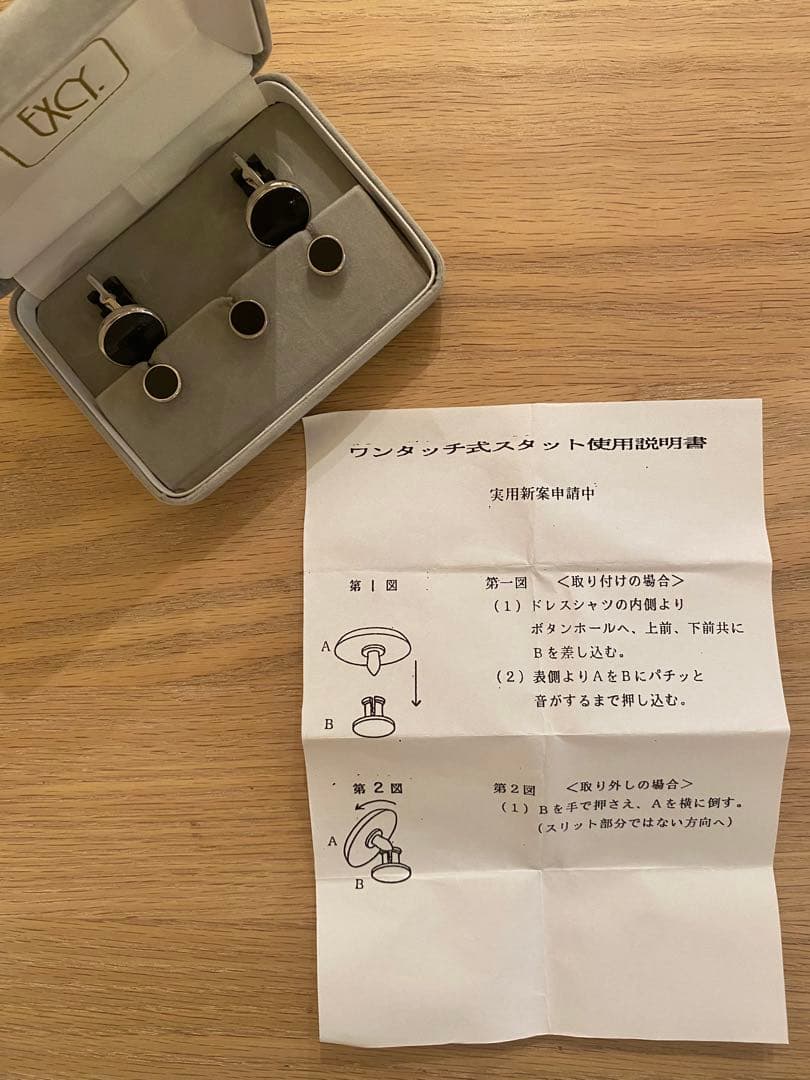 EXCY.
ワンタッチ式スタット使用説明書
実用新案申請中
第1図
第一図 <取り付けの場合>
(1)ドレスシャツの内側より
ボタンホールへ、上前、下前共に
Bを差し込む。
(2)表側よりAをBにパチッと
音がするまで押し込む。
A
B
第2図
第2図 <取り外しの場合>
(1)Bを手で押さえ、Aを横に倒す。
(スリット部分ではない方向へ)
A
B